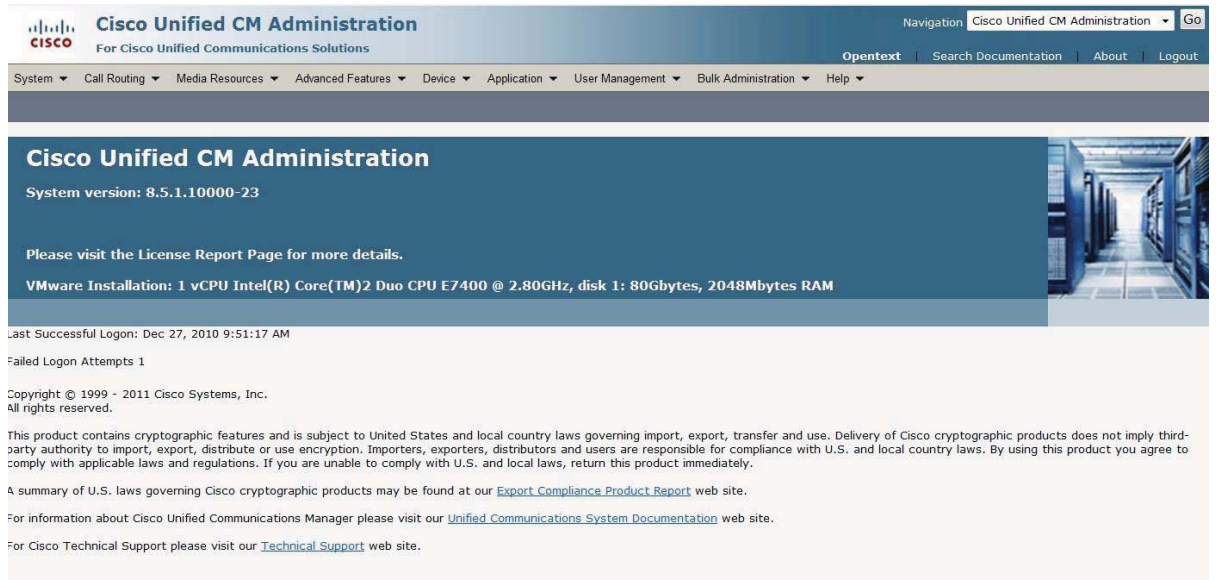 Cisco Unified CM Administration
For Cisco Unified Communications Solutions
Navigation Cisco Unified CM Administration Go
CISCO
Opentext | Search Documentation | About | Logout
System Call Routing Media Resources Advanced Features Device Application User Management Bulk Administration Help
Cisco Unified CM Administration
System version: 8.5.1.10000-23
Please visit the License Report Page for more details.
VMware Installation: 1 vCPU Intel(R) Core(TM)2 Duo CPU E7400 @ 2.80GHz, disk 1: 80Gbytes, 2048Mbytes RAM
Last Successful Logon: Dec 27, 2010 9:51:17 AM
Failed Logon Attempts 1
Copyright © 1999 - 2011 Cisco Systems, Inc.
All rights reserved.
This product contains cryptographic features and is subject to United States and local country laws governing import, export, transfer and use. Delivery of Cisco cryptographic products does not imply third-
party authority to import, export, distribute or use encryption. Importers, exporters, distributors and users are responsible for compliance with U.S. and local country laws. By using this product you agree to
comply with applicable laws and regulations. If you are unable to comply with U.S. and local laws, return this product immediately.
A summary of U.S. laws governing Cisco cryptographic products may be found at our Export Compliance Product Report web site.
For information about Cisco Unified Communications Manager please visit our Unified Communications System Documentation web site.
For Cisco Technical Support please visit our Technical Support web site.